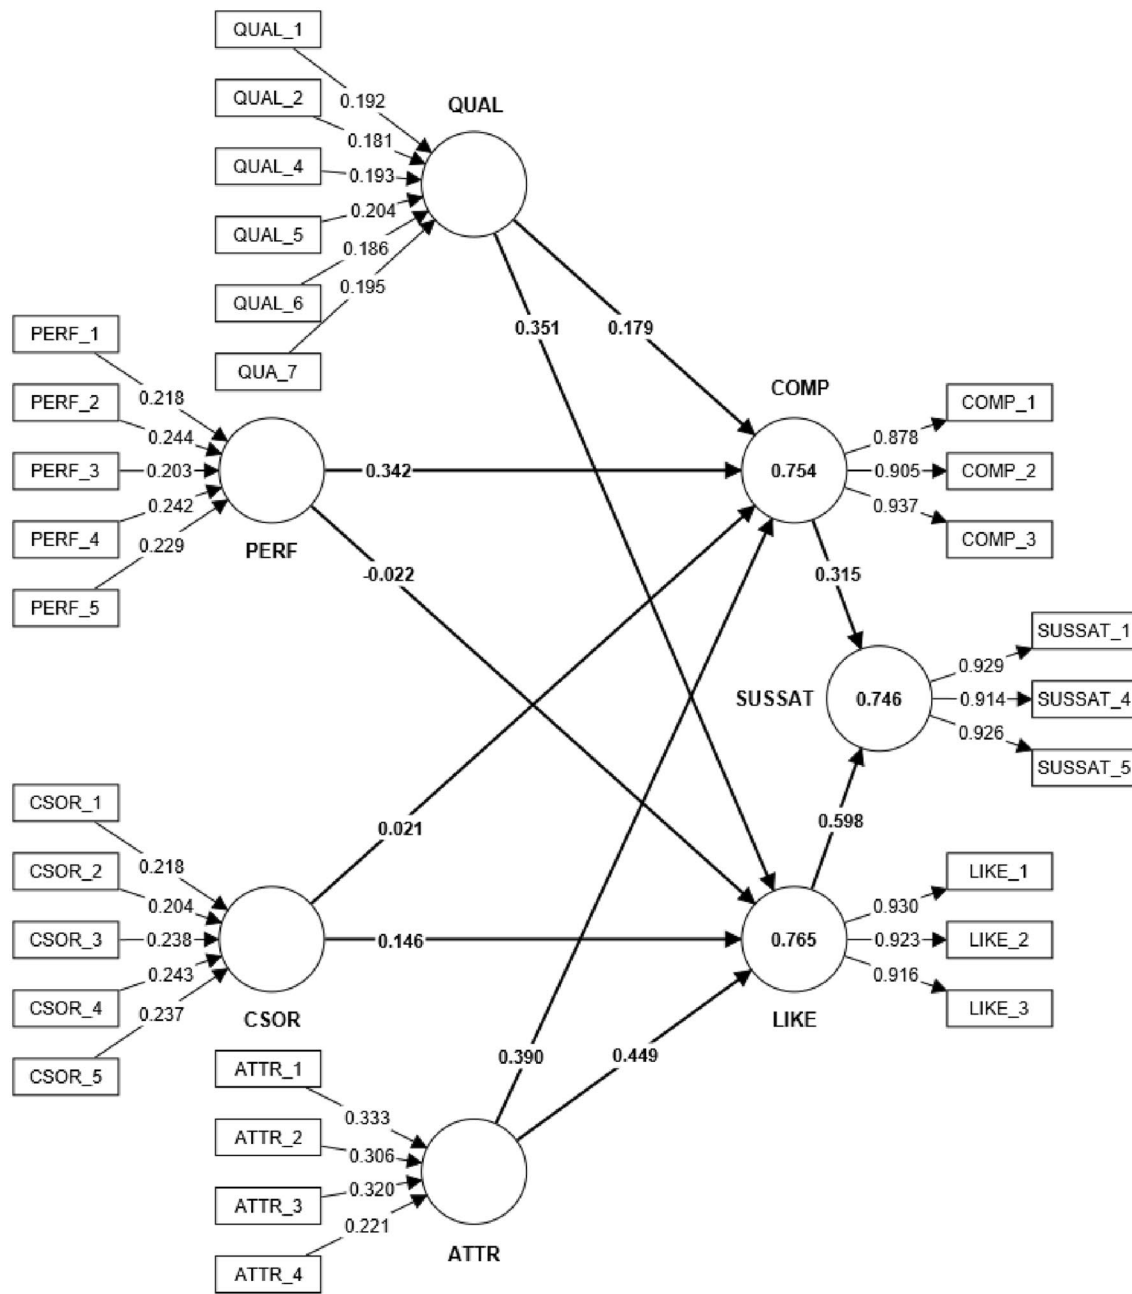 QUAL_1
QUAL_2
QUAL_4
QUAL_5
QUAL_6
QUA_7
0.192
0.181
0.193
0.204
0.186
0.195
QUAL
0.351
0.179
PERF_1
PERF_2
PERF_3
PERF_4
PERF_5
0.218
0.244
0.203
0.242
0.229
PERF
0.342
-0.022
COMP
0.754
0.878
0.905
0.937
COMP_1
COMP_2
COMP_3
0.315
SUSSAT
0.746
0.929
0.914
0.926
SUSSAT_1
SUSSAT_4
SUSSAT_5
0.598
CSOR_1
CSOR_2
CSOR_3
CSOR_4
CSOR_5
0.218
0.204
0.238
0.243
0.237
CSOR
0.021
0.146
LIKE
0.765
0.930
0.923
0.916
LIKE_1
LIKE_2
LIKE_3
ATTR_1
ATTR_2
ATTR_3
ATTR_4
0.333
0.306
0.320
0.221
ATTR
0.390
0.449